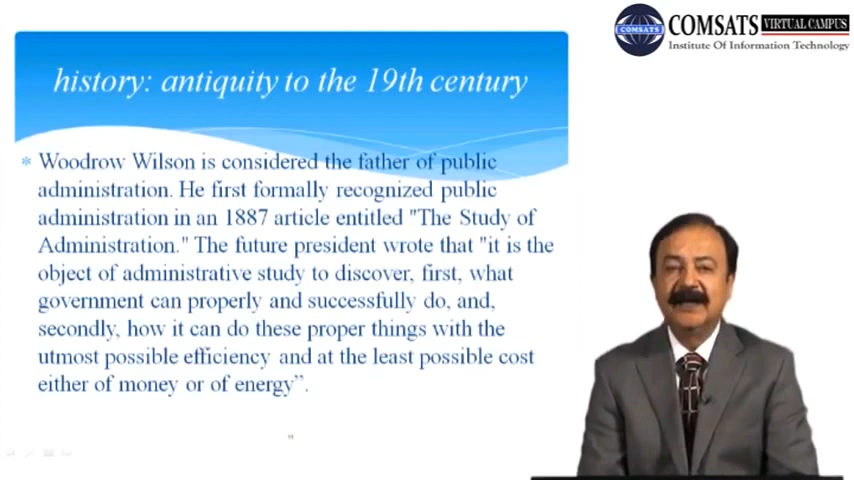 COMSATS VIRTUAL CAMPUS
COMSATS
Institute Of Information Technology
history: antiquity to the 19th century
* Woodrow Wilson is considered the father of public
administration. He first formally recognized public
administration in an 1887 article entitled "The Study of
Administration." The future president wrote that "it is the
object of administrative study to discover, first, what
government can properly and successfully do, and,
secondly, how it can do these proper things with the
utmost possible efficiency and at the least possible cost
either of money or of energy”.
"